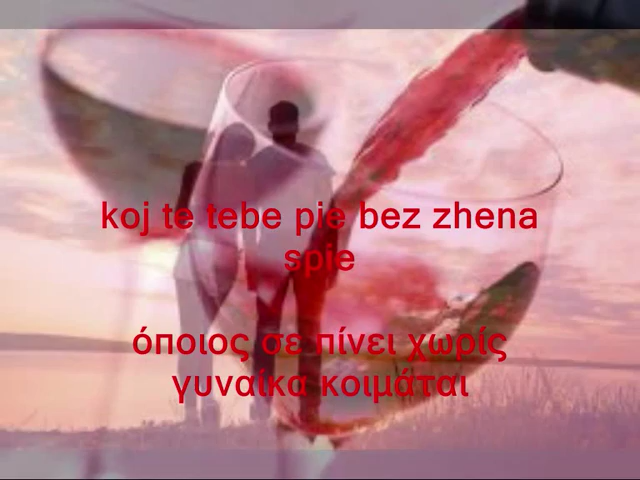 koj te tebe pie bez zhena
spie
όποιος σε πίνει χωρίς
γυναίκα κοιμάται